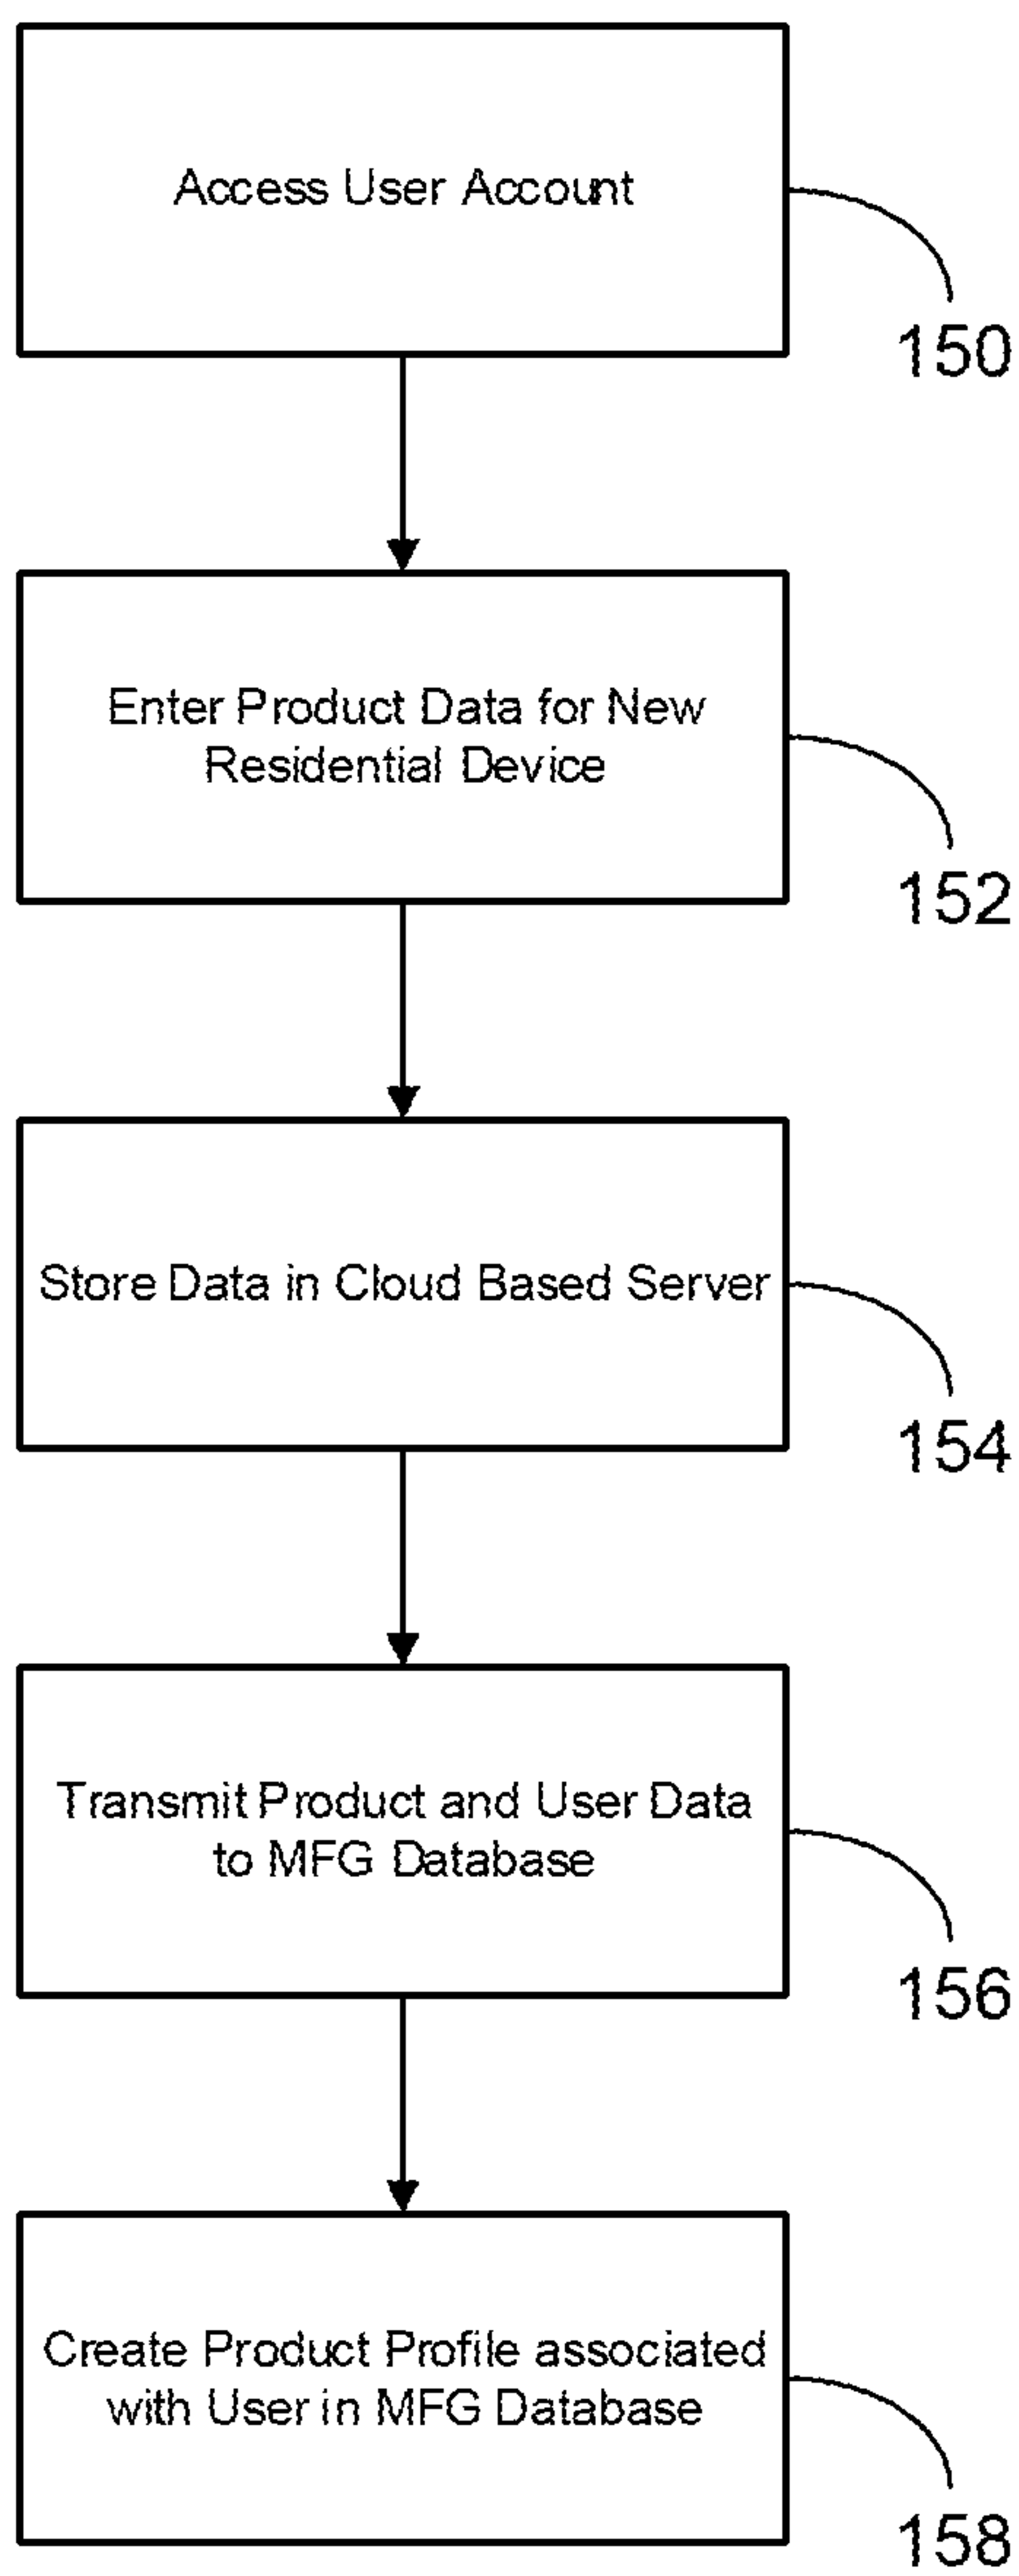 Access User Account
150
Enter Product Data for New
Residential Device
152
Store Data in Cloud Based Server
154
Transmit Product and User Data
to MFG Database
156
Create Product Profile associated
with User in MFG Database
158